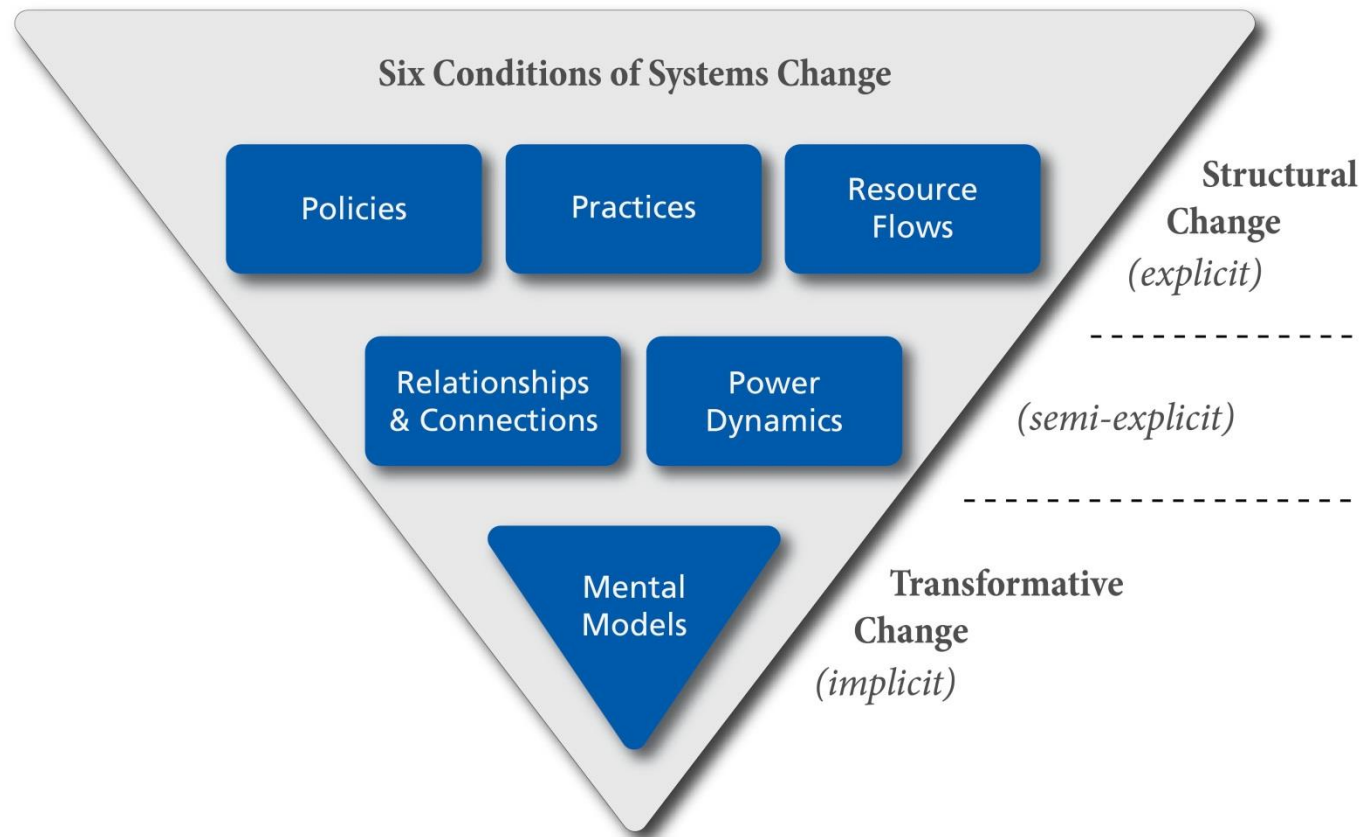 Six Conditions of Systems Change
Policies
Practices
Resource
Flows
Structural
Change
(explicit)
Relationships
& Connections
Power
Dynamics
(semi-explicit)
Mental
Models
Transformative
Change
(implicit)